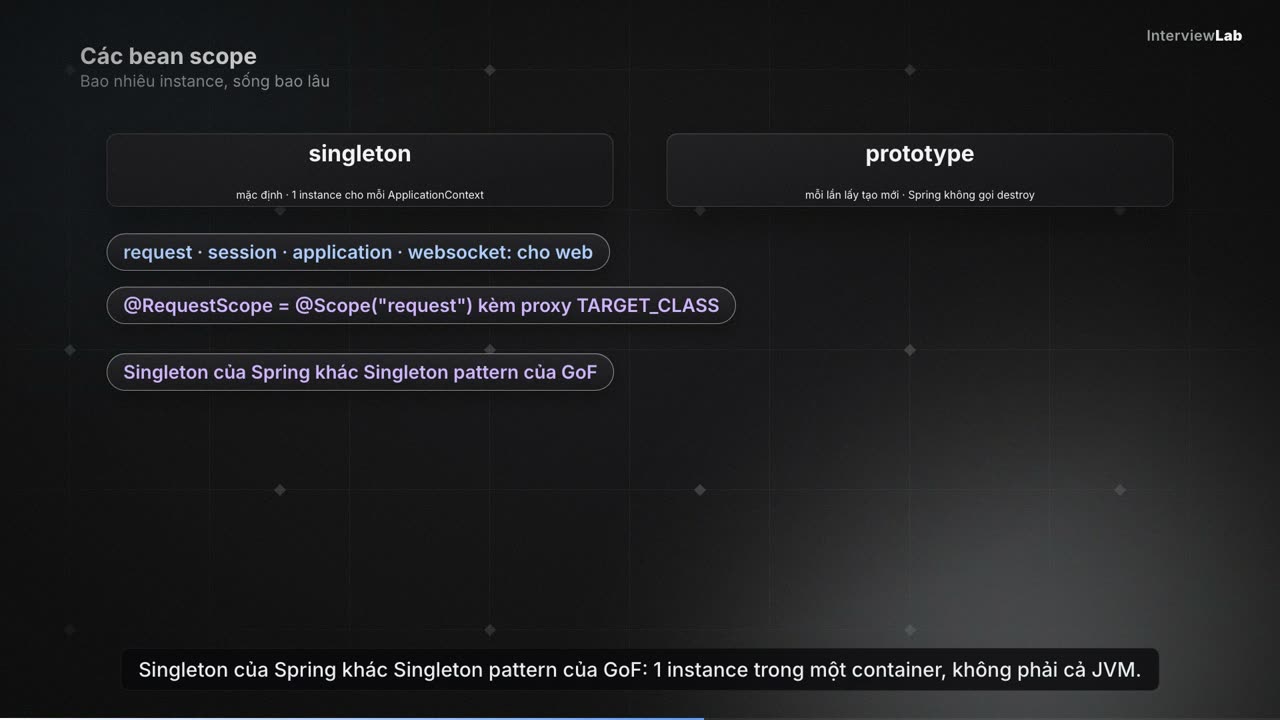 InterviewLab
Các bean scope
Bao nhiêu instance, sống bao lâu
singleton
mặc định · 1 instance cho mỗi ApplicationContext
prototype
mỗi lần lấy tạo mới · Spring không gọi destroy
request · session · application · websocket: cho web
@RequestScope = @Scope("request") kèm proxy TARGET_CLASS
Singleton của Spring khác Singleton pattern của GoF
Singleton của Spring khác Singleton pattern của GoF: 1 instance trong một container, không phải cả JVM.